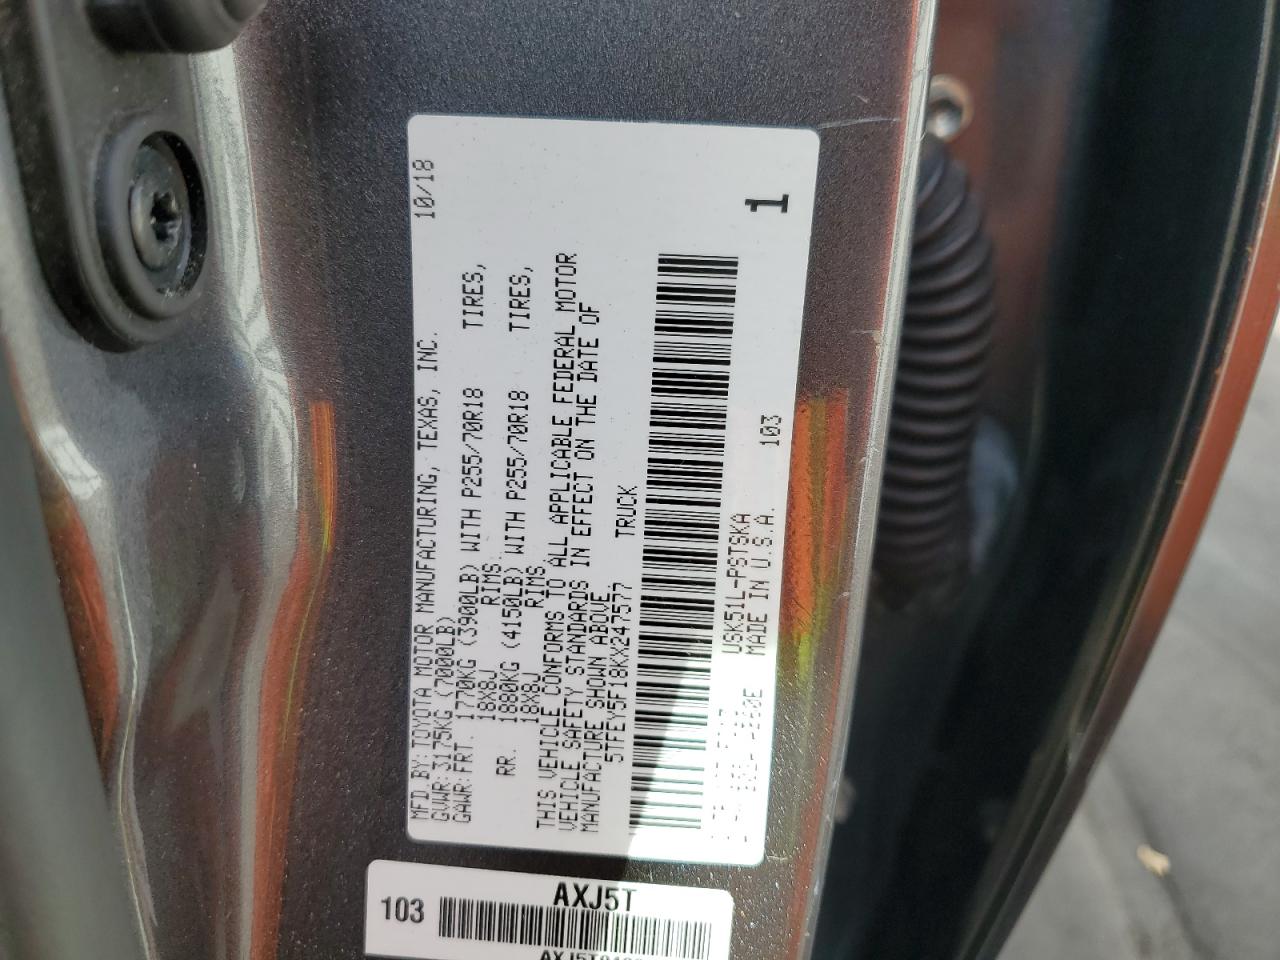 MFD.BY:TOYOTA MOTOR MANUFACTURING, TEXAS, INC. 10/18
GVWR:3175KG (7000LB)
GAWR:FRT. 1770KG (3900LB) WITH P255/70R18 TIRES,
18X8J RIMS,
RR. 1880KG (4150LB) WITH P255/70R18 TIRES,
18X8J RIMS,
THIS VEHICLE CONFORMS TO ALL APPLICABLE FEDERAL MOTOR
VEHICLE SAFETY STANDARDS IN EFFECT ON THE DATE OF
MANUFACTURE SHOWN ABOVE.
5TFEY5F18KX247577 TRUCK
USK51L-PSTSKA
MADE IN U.S.A. 103
1
AXJ5T
103